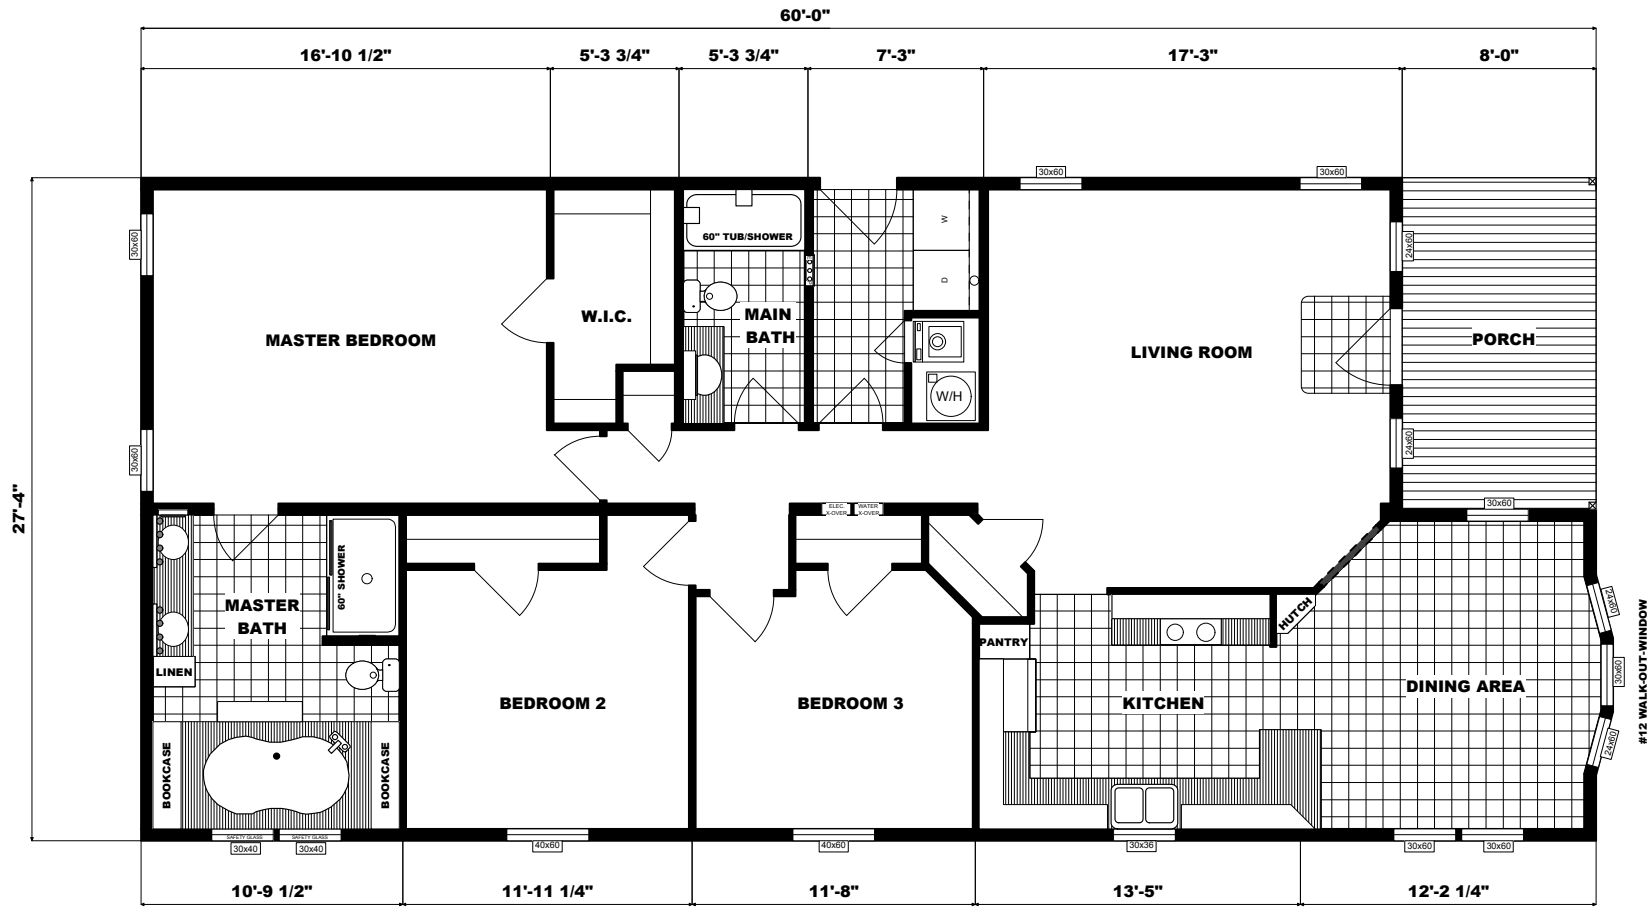 60'-0"
16'-10 1/2"
5'-3 3/4"
5'-3 3/4"
7'-3"
17'-3"
8'-0"
30x60
30x60
30x60
60" TUB/SHOWER
W
D
24x60
W.I.C.
MAIN
BATH
MASTER BEDROOM
LIVING ROOM
PORCH
W/H
30x60
24x60
27'-4"
ELEC.
X-OVER
WATER
X-OVER
30x60
60" SHOWER
MASTER
BATH
HUTCH
24x60
PANTRY
LINEN
30x60
#12 WALK-OUT-WINDOW
BEDROOM 2
BEDROOM 3
KITCHEN
DINING AREA
24x60
BOOKCASE
BOOKCASE
SAFETY GLASS
SAFETY GLASS
30x40
30x40
40x60
40x60
30x36
30x60
30x60
10'-9 1/2"
11'-11 1/4"
11'-8"
13'-5"
12'-2 1/4"